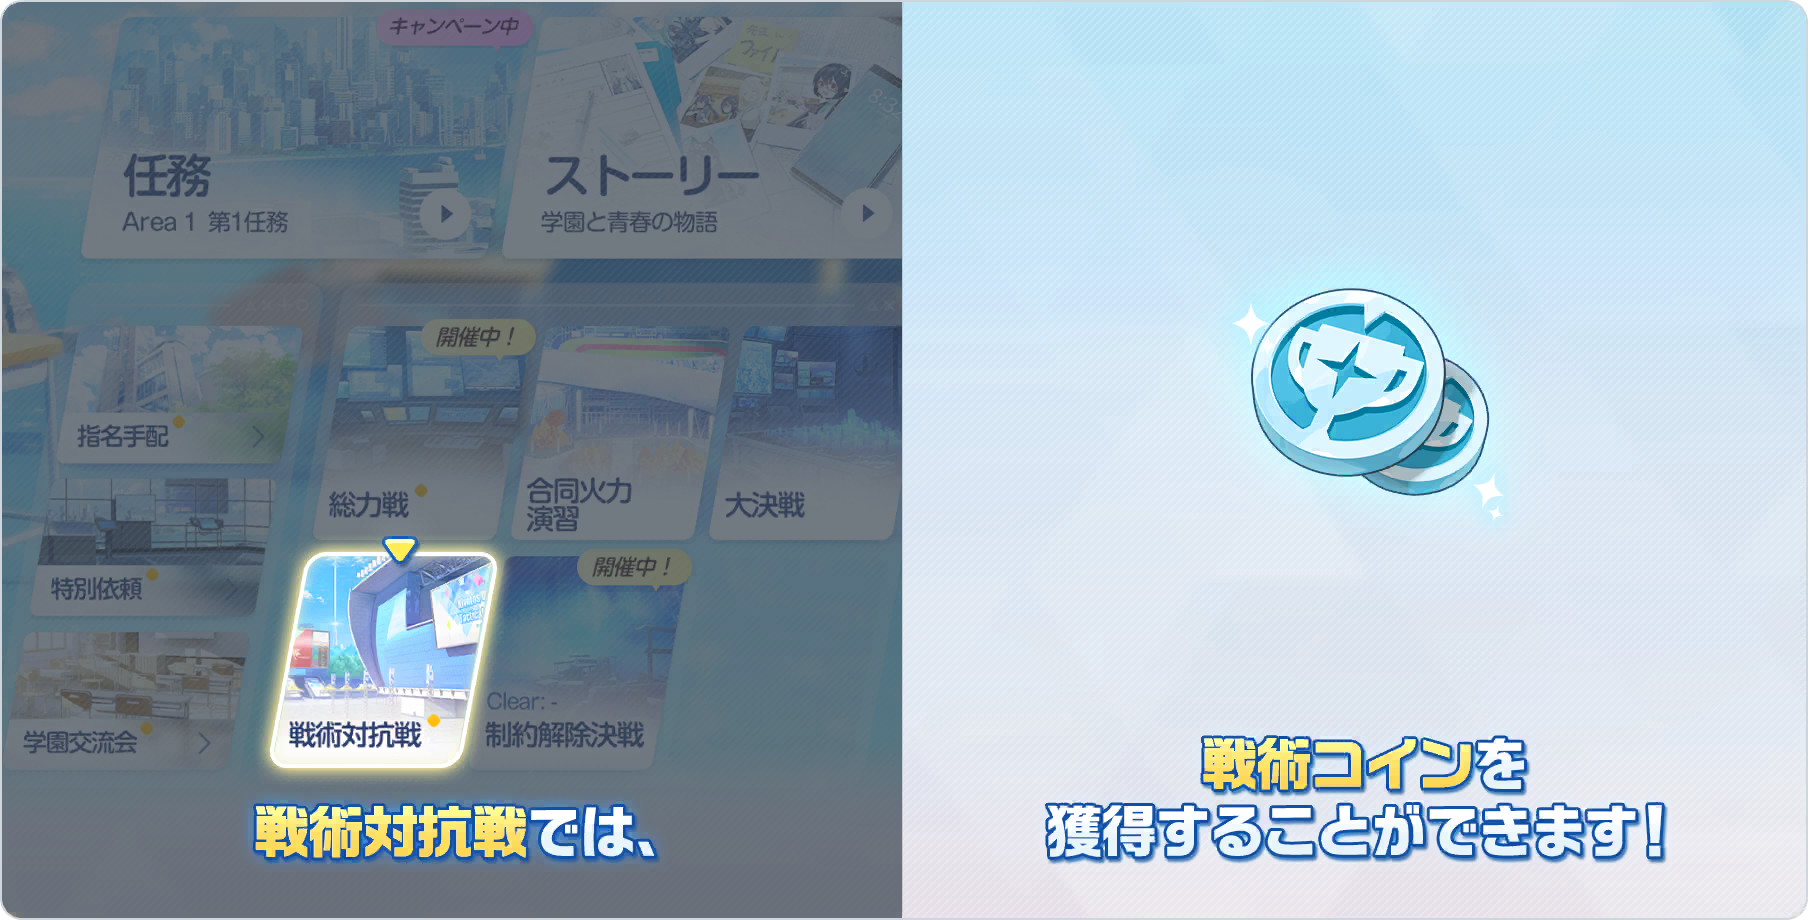 キャンペーン中
任務
Area 1 第1任務
ストーリー
学園と青春の物語
指名手配
開催中！
総力戦
合同火力
演習
大決戦
特別依頼
学園交流会
戦術対抗戦
開催中！
Clear: -
制約解除決戦
戦術対抗戦では、
戦術コインを
獲得することができます！